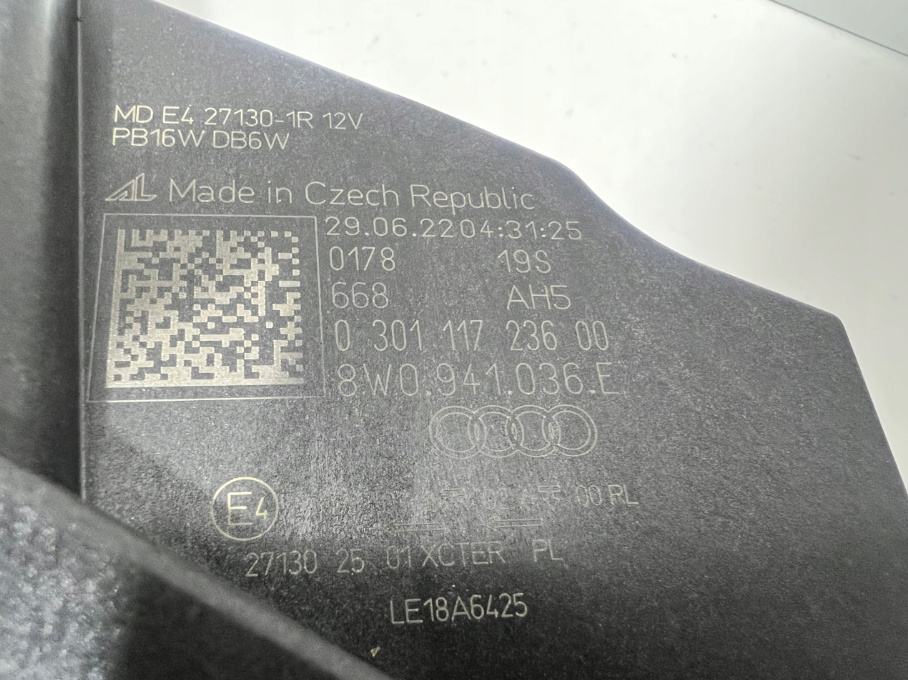 MD E4 27130-1R 12V
PB16W DB6W
AL Made in Czech Republic
29.06.22 04:31:25
0178 19S
668 AH5
0 301 117 236 00
8W0.941.036.E
00 RL
E4
27130 25 01 XCTER PL
LE18A6425